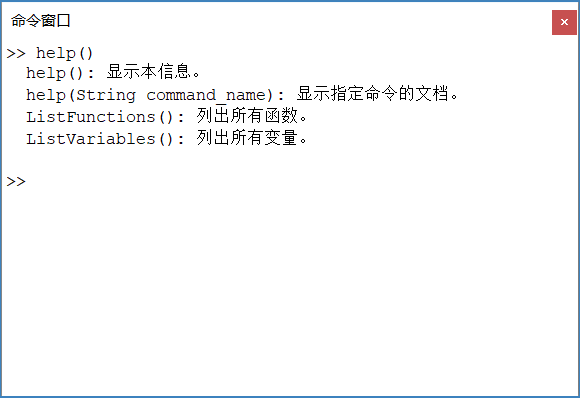 命令窗口
>> help()
help(): 显示本信息。
help(String command_name): 显示指定命令的文档。
ListFunctions(): 列出所有函数。
ListVariables(): 列出所有变量。
>>